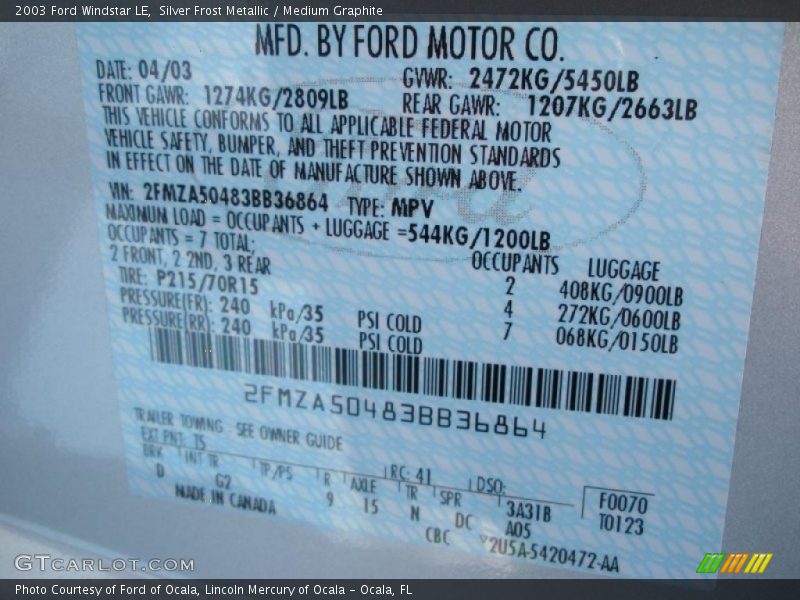 2003 Ford Windstar LE, Silver Frost Metallic / Medium Graphite
MFD. BY FORD MOTOR CO.
DATE: 04/03 GVWR: 2472KG/5450LB
FRONT GAWR: 1274KG/2809LB REAR GAWR: 1207KG/2663LB
THIS VEHICLE CONFORMS TO ALL APPLICABLE FEDERAL MOTOR
VEHICLE SAFETY, BUMPER, AND THEFT PREVENTION STANDARDS
IN EFFECT ON THE DATE OF MANUFACTURE SHOWN ABOVE.
VIN: 2FMZA50483BB36864 TYPE: MPV
MAXIMUM LOAD = OCCUPANTS + LUGGAGE =544KG/1200LB
OCCUPANTS = 7 TOTAL; OCCUPANTS LUGGAGE
2 FRONT, 2 2ND, 3 REAR 2 408KG/0900LB
TIRE: P215/70R15 4 272KG/0600LB
PRESSURE(FR): 240 kPa/35 PSI COLD 7 068KG/0150LB
PRESSURE(RR): 240 kPa/35 PSI COLD
2FMZA50483BB36864
TRAILER TOWING - SEE OWNER GUIDE
EXT PNT: TS RC: 41 DSO:
BRK INT TR TP/PS R AXLE TR SPR F0070
D G2 9 15 N DC 3A31B T0123
MADE IN CANADA CBC A05
Y2U5A-5420472-AA
GTCARLOT.COM
Photo Courtesy of Ford of Ocala, Lincoln Mercury of Ocala - Ocala, FL